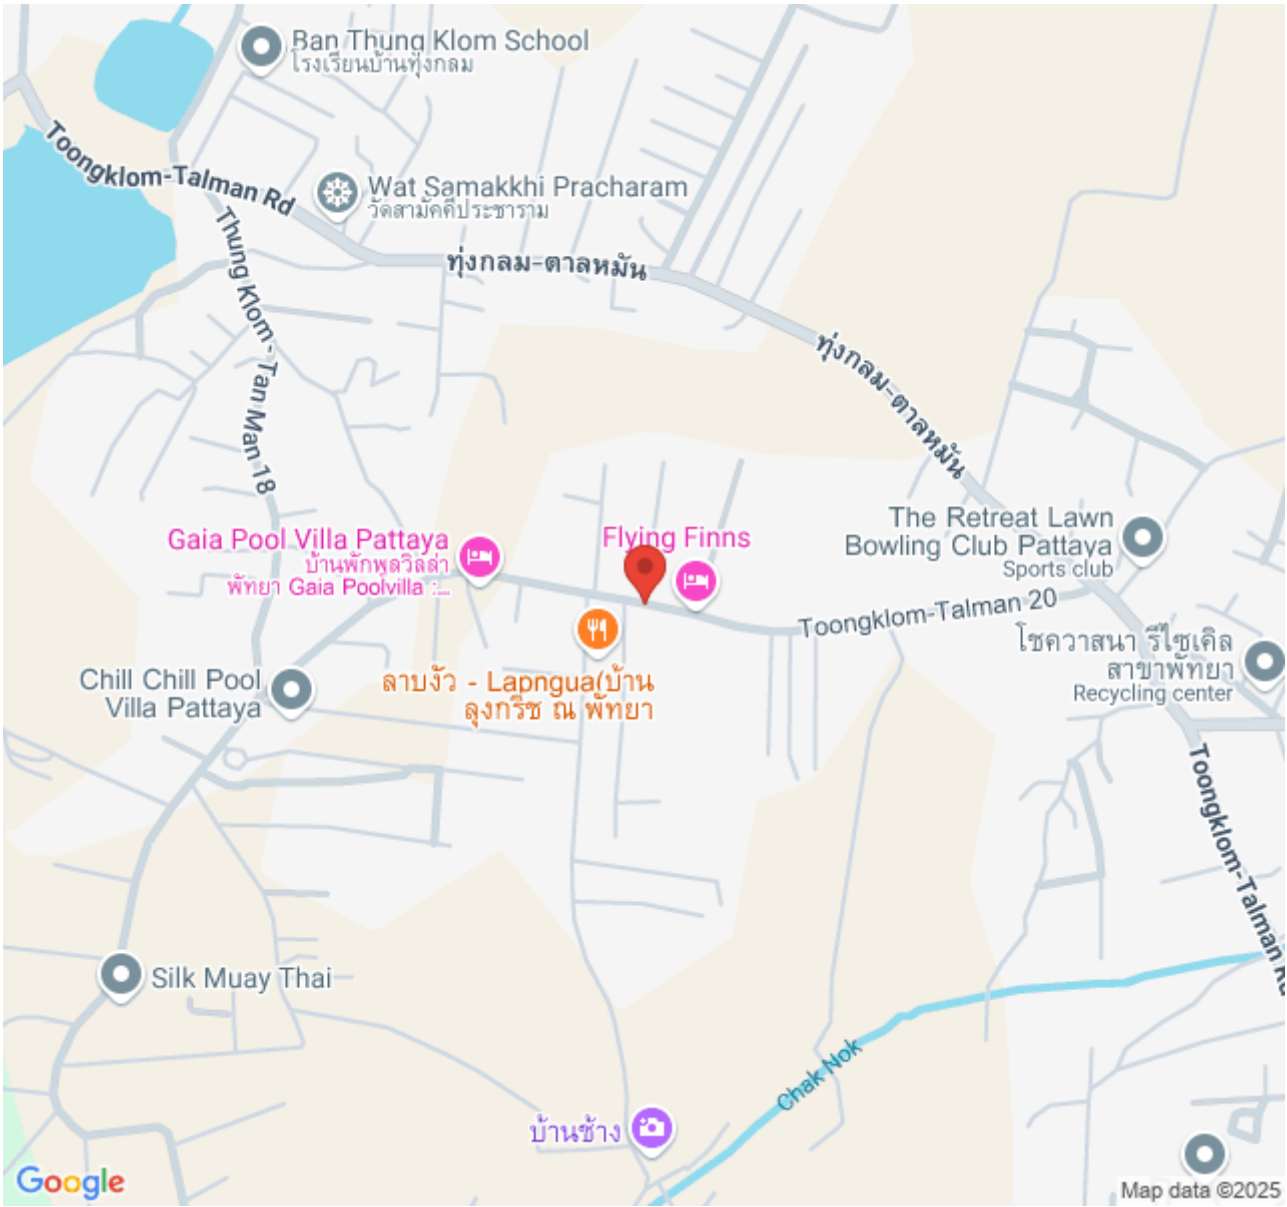 Ban Thung Klom School
โรงเรียนบ้านทุ่งกลม
Toongklom-Talman Rd
Wat Samakkhi Pracharam
วัดสามัคคีประชาราม
Thung Klom - Tan Man 18
ทุ่งกลม-ตาลหมัน
ทุ่งกลม-ตาลหมัน
Gaia Pool Villa Pattaya
บ้านพักพูลวิลล่า
พัทยา Gaia Poolvilla :...
Flying Finns
The Retreat Lawn
Bowling Club Pattaya
Sports club
Toongklom-Talman 20
โชควาสนา รีไซเคิล
สาขาพัทยา
Recycling center
ลาบงัว - Lapngua(บ้าน
ลุงกริช ณ พัทยา
Chill Chill Pool
Villa Pattaya
Toongklom-Talman Rd
Silk Muay Thai
Chak Nok
บ้านช้าง
Google
Map data ©2025